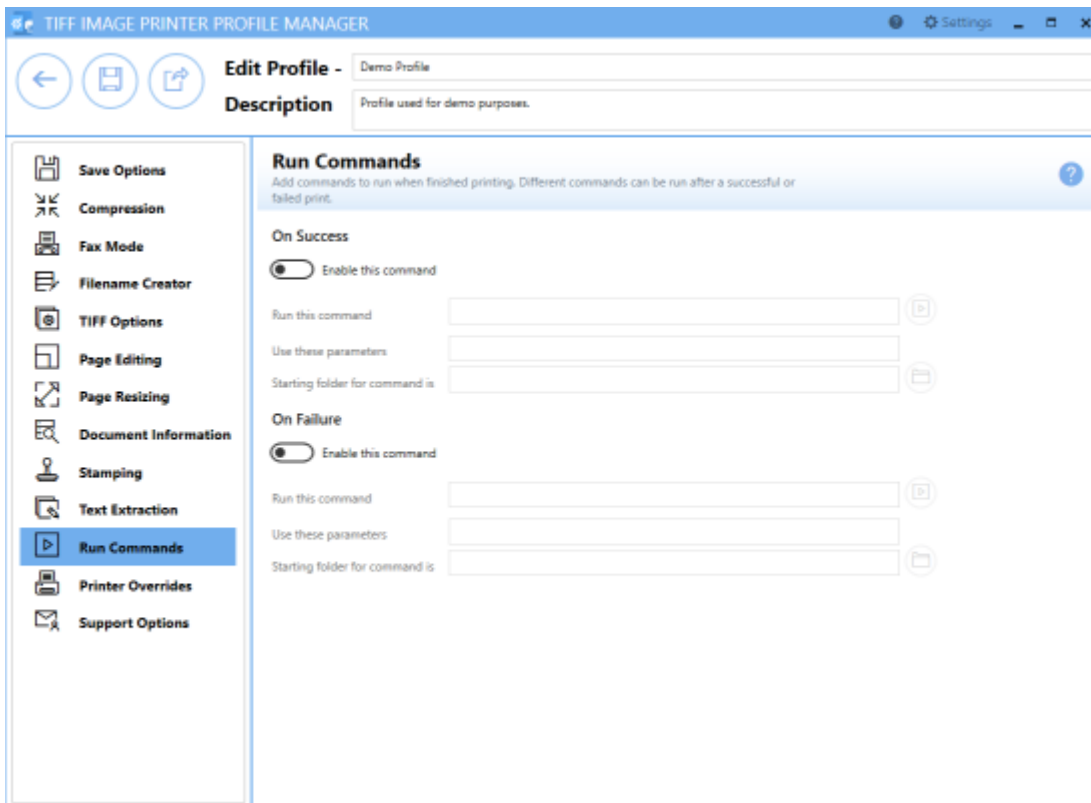 TIFF IMAGE PRINTER PROFILE MANAGER
Settings
Edit Profile -
Demo Profile
Description
Profile used for demo purposes.
Save Options
Compression
Fax Mode
Filename Creator
TIFF Options
Page Editing
Page Resizing
Document Information
Stamping
Text Extraction
Run Commands
Printer Overrides
Support Options
Run Commands
Add commands to run when finished printing. Different commands can be run after a successful or
failed print.
On Success
Enable this command
Run this command
Use these parameters
Starting folder for command is
On Failure
Enable this command
Run this command
Use these parameters
Starting folder for command is